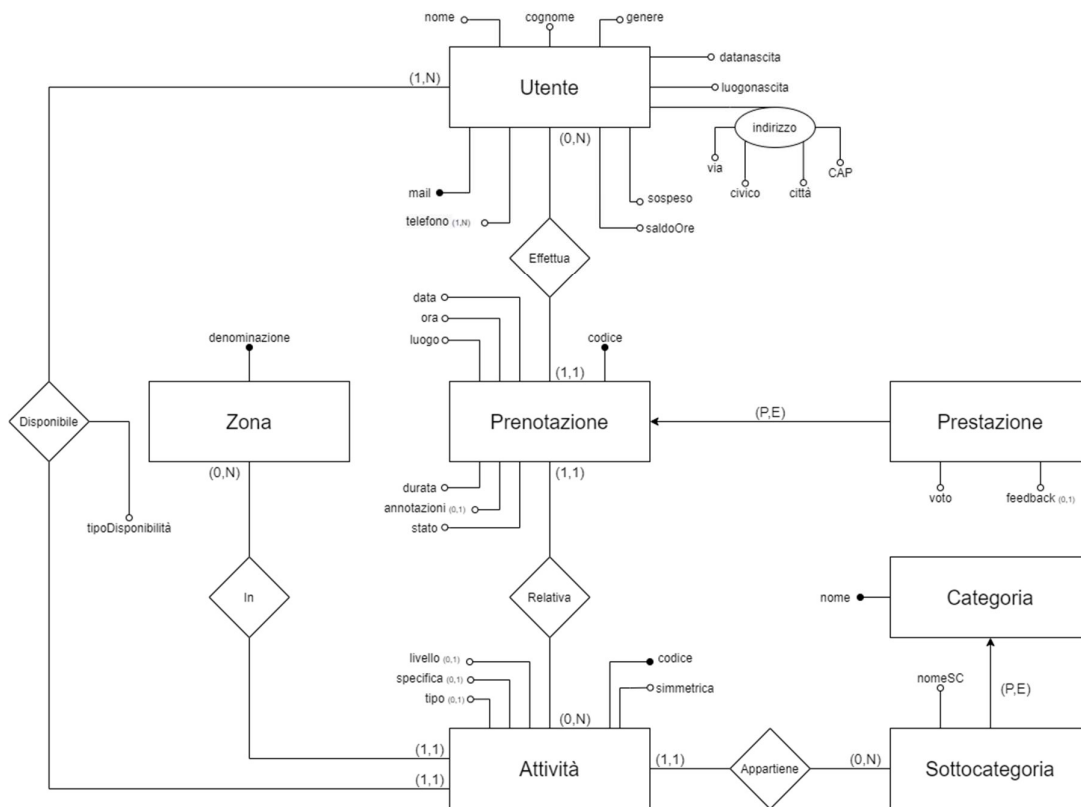 nome
cognome
genere
Utente
datanascita
luogonascita
indirizzo
via
civico
città
CAP
(1,N)
(0,N)
mail
telefono (1,N)
sospeso
saldoOre
Effettua
data
ora
luogo
denominazione
codice
(1,1)
Disponibile
Zona
Prenotazione
(P,E)
Prestazione
(0,N)
(1,1)
durata
annotazioni (0,1)
stato
voto
feedback (0,1)
tipoDisponibilità
In
Relativa
nome
Categoria
livello (0,1)
specifica (0,1)
tipo (0,1)
codice
simmetrica
nomeSC
(P,E)
(0,N)
(1,1)
(1,1)
Attività
(1,1)
Appartiene
(0,N)
Sottocategoria